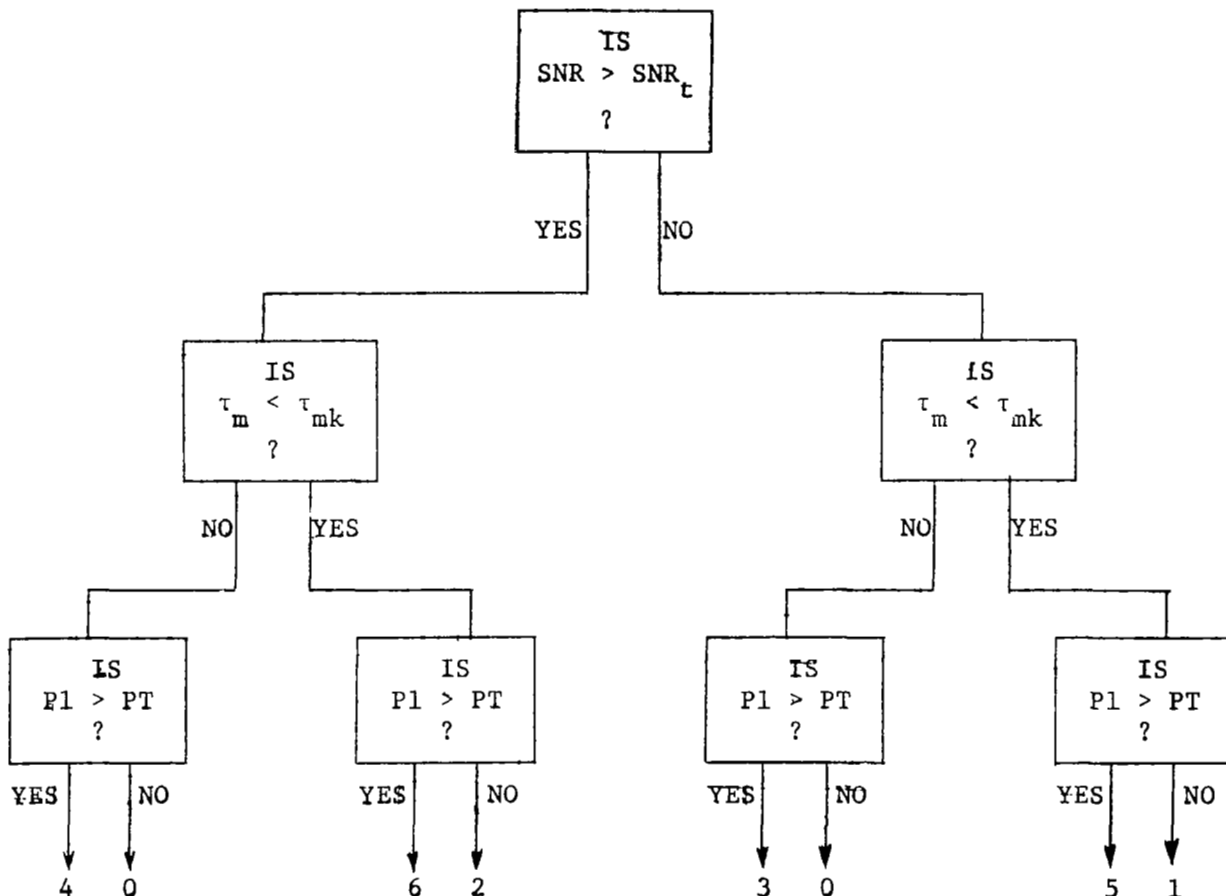 IS
SNR > SNR_t
?
YES NO
IS
τ_m < τ_mk
?
IS
τ_m < τ_mk
?
NO YES
NO YES
IS
P1 > PT
?
IS
P1 > PT
?
IS
P1 > PT
?
IS
P1 > PT
?
YES NO
YES NO
YES NO
YES NO
4 0 6 2 3 0 5 1